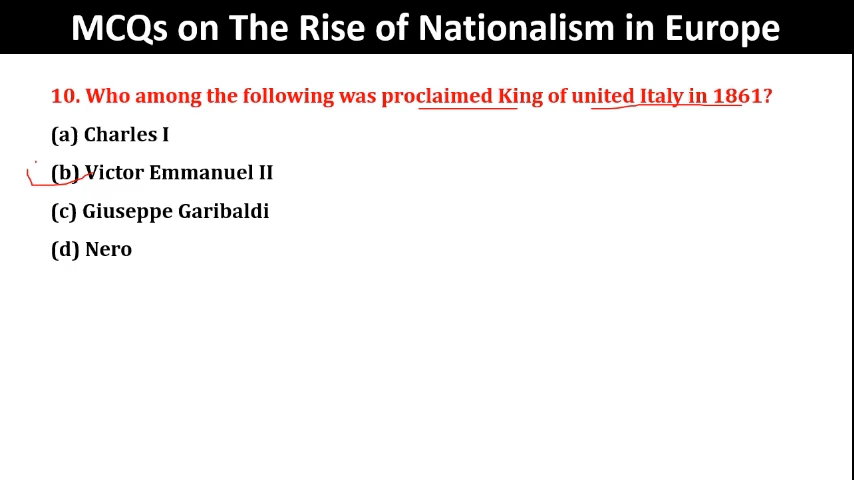 MCQs on The Rise of Nationalism in Europe
10. Who among the following was proclaimed King of united Italy in 1861?
(a) Charles I
(b) Victor Emmanuel II
(c) Giuseppe Garibaldi
(d) Nero